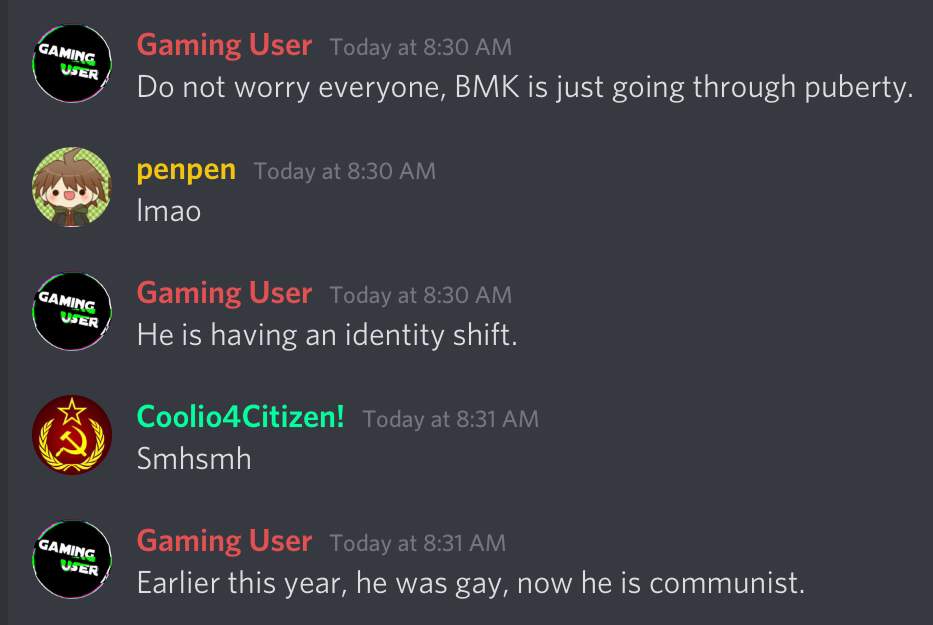 GAMING
USER
Gaming User Today at 8:30 AM
Do not worry everyone, BMK is just going through puberty.
penpen Today at 8:30 AM
lmao
GAMING
USER
Gaming User Today at 8:30 AM
He is having an identity shift.
Coolio4Citizen! Today at 8:31 AM
Smhsmh
GAMING
USER
Gaming User Today at 8:31 AM
Earlier this year, he was gay, now he is communist.